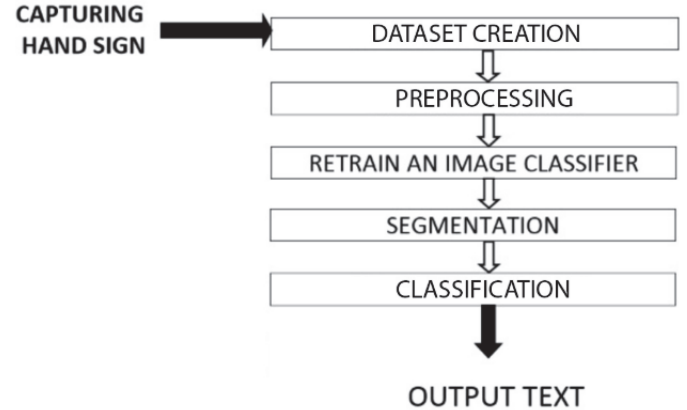 CAPTURING
HAND SIGN
DATASET CREATION
PREPROCESSING
RETRAIN AN IMAGE CLASSIFIER
SEGMENTATION
CLASSIFICATION
OUTPUT TEXT